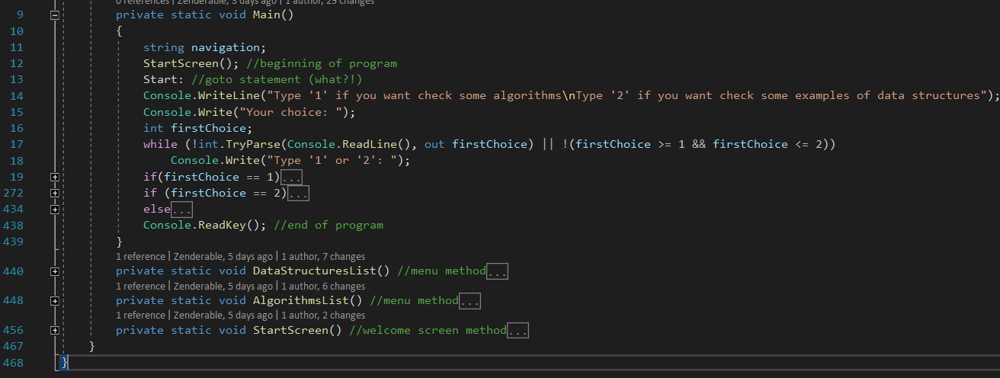 0 references | Zenderable, 3 days ago | 1 author, 29 changes
9 private static void Main()
10 {
11 string navigation;
12 StartScreen(); //beginning of program
13 Start: //goto statement (what?!)
14 Console.WriteLine("Type '1' if you want check some algorithms\nType '2' if you want check some examples of data structures");
15 Console.Write("Your choice: ");
16 int firstChoice;
17 while (!int.TryParse(Console.ReadLine(), out firstChoice) || !(firstChoice >= 1 && firstChoice <= 2))
18 Console.Write("Type '1' or '2': ");
19 if(firstChoice == 1)...
272 if (firstChoice == 2)...
434 else...
438 Console.ReadKey(); //end of program
439 }
1 reference | Zenderable, 5 days ago | 1 author, 7 changes
440 private static void DataStructuresList() //menu method...
1 reference | Zenderable, 5 days ago | 1 author, 6 changes
448 private static void AlgorithmsList() //menu method...
1 reference | Zenderable, 5 days ago | 1 author, 2 changes
456 private static void StartScreen() //welcome screen method...
467 }
468 }